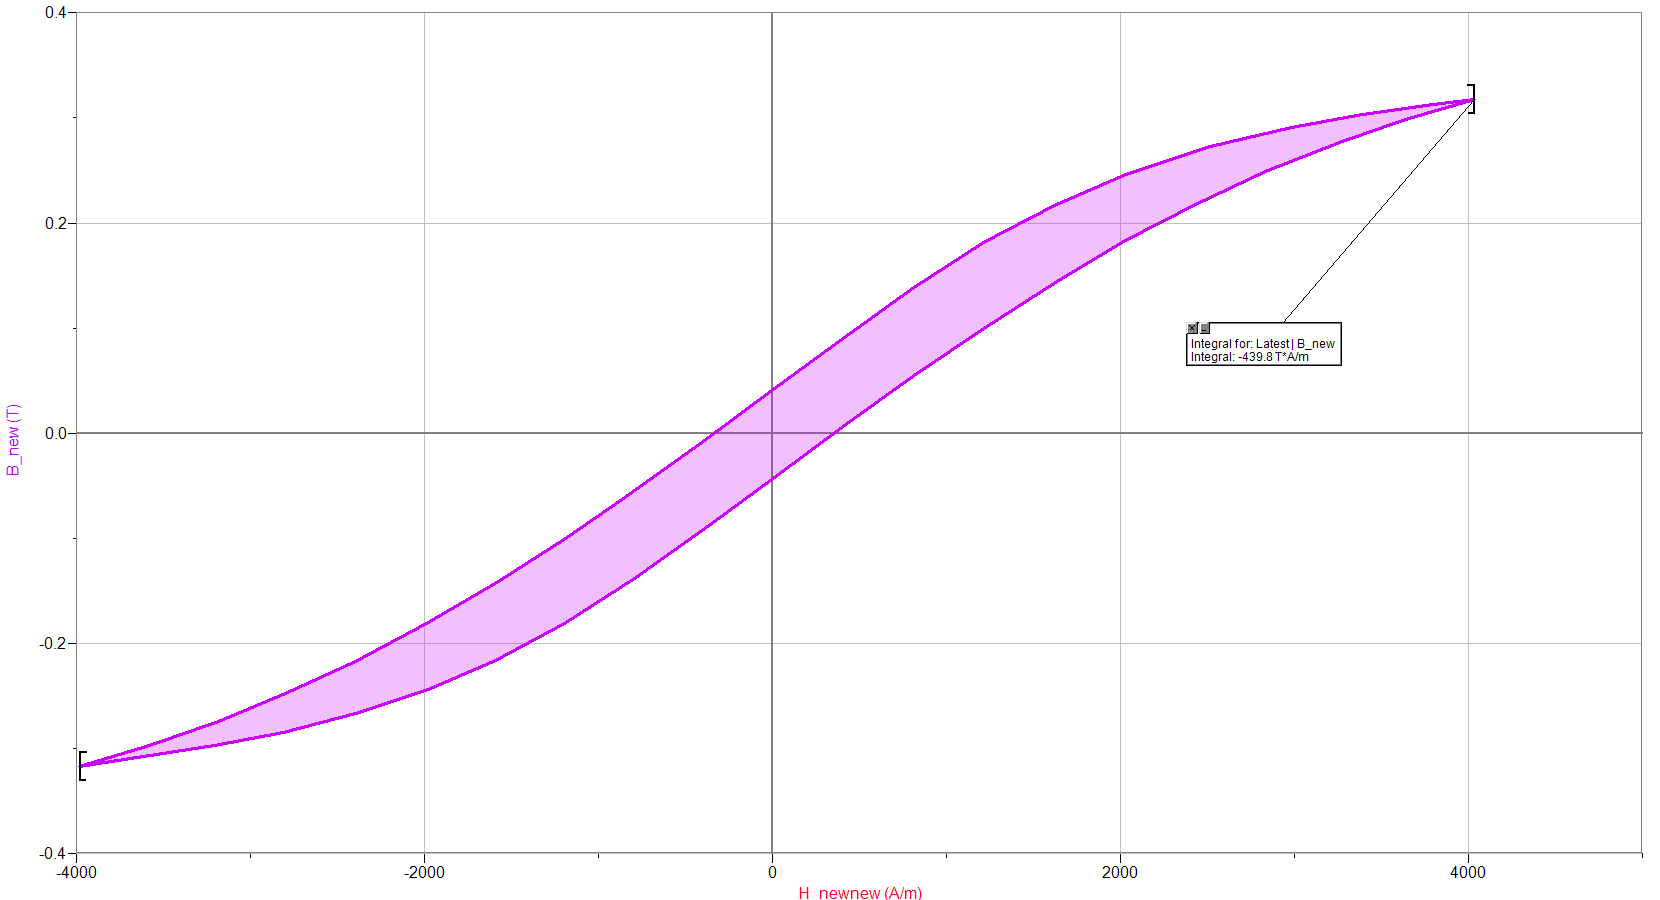 0.4
0.2
0.0
-0.2
-0.4
B_new (T)
Integral for: Latest | B_new
Integral: -439.8 T*A/m
-4000
-2000
0
2000
4000
H_newnew (A/m)